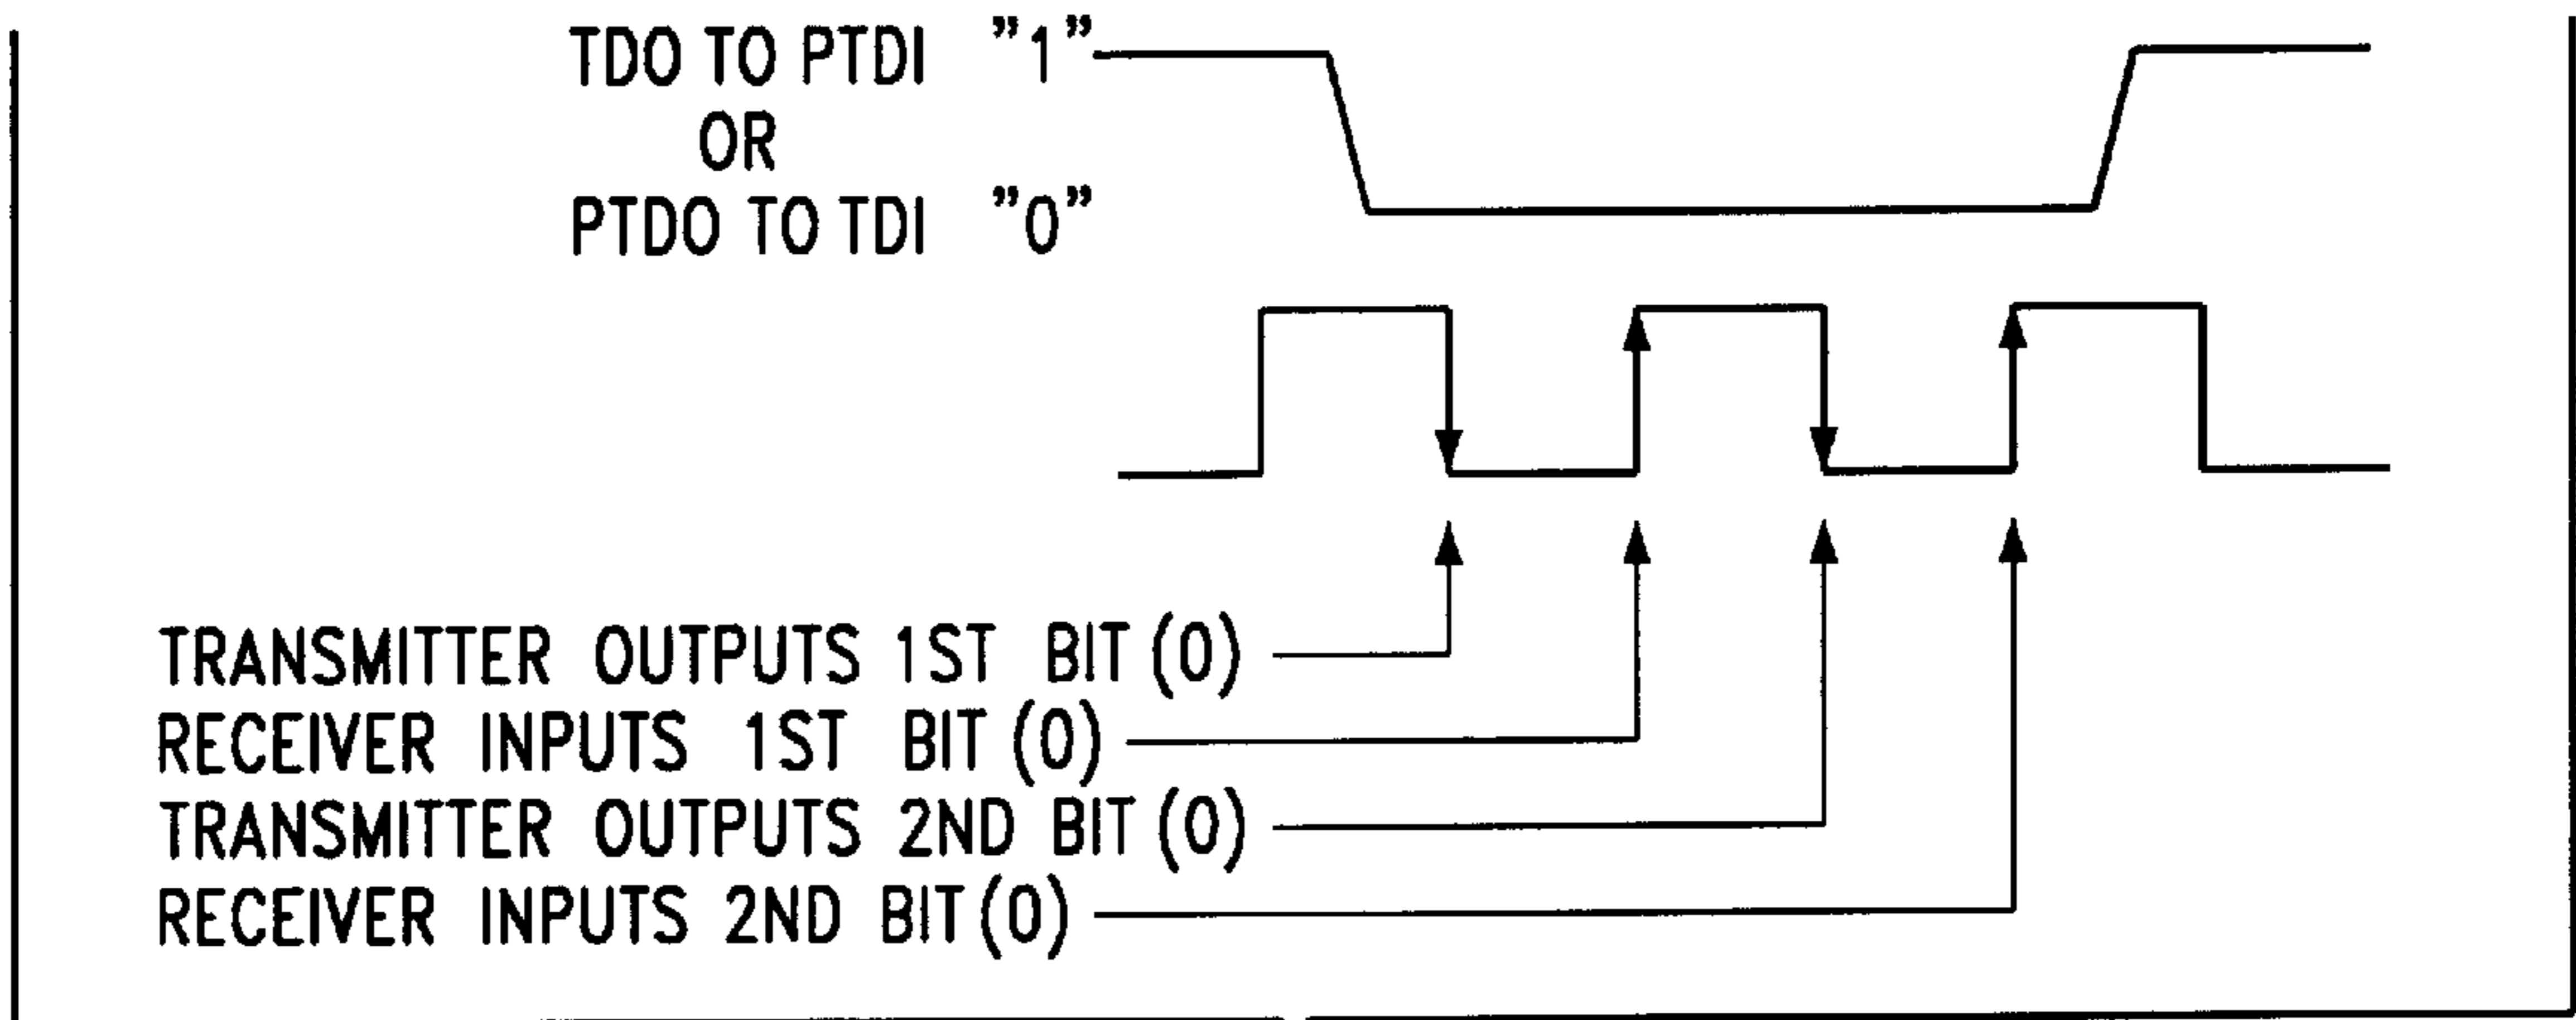 TDO TO PTDI "1"
OR
PTDO TO TDI "0"
TRANSMITTER OUTPUTS 1ST BIT (0)
RECEIVER INPUTS 1ST BIT (0)
TRANSMITTER OUTPUTS 2ND BIT (0)
RECEIVER INPUTS 2ND BIT (0)